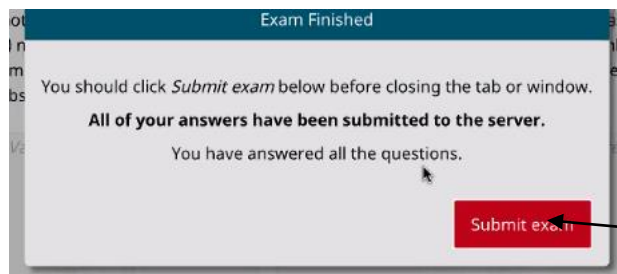 Exam Finished
You should click Submit exam below before closing the tab or window.
All of your answers have been submitted to the server.
You have answered all the questions.
Submit exam